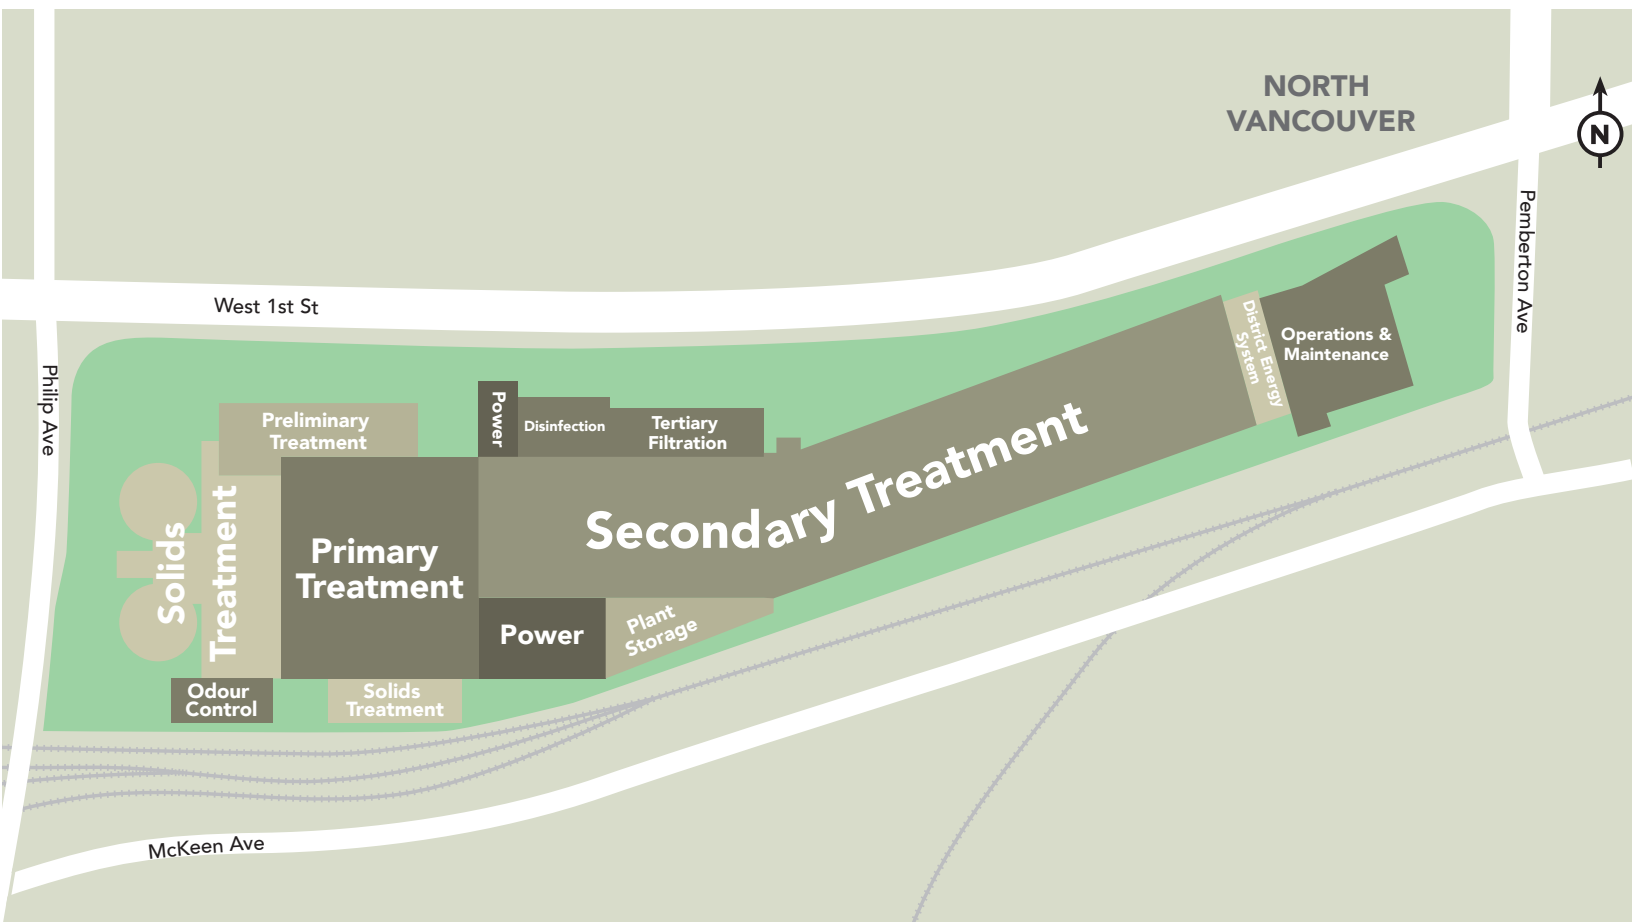 NORTH
VANCOUVER
N
Pemberton Ave
West 1st St
Philip Ave
District Energy
System
Operations &
Maintenance
Preliminary
Treatment
Power
Disinfection
Tertiary
Filtration
Secondary Treatment
Solids
Treatment
Primary
Treatment
Power
Plant
Storage
Odour
Control
Solids
Treatment
McKeen Ave